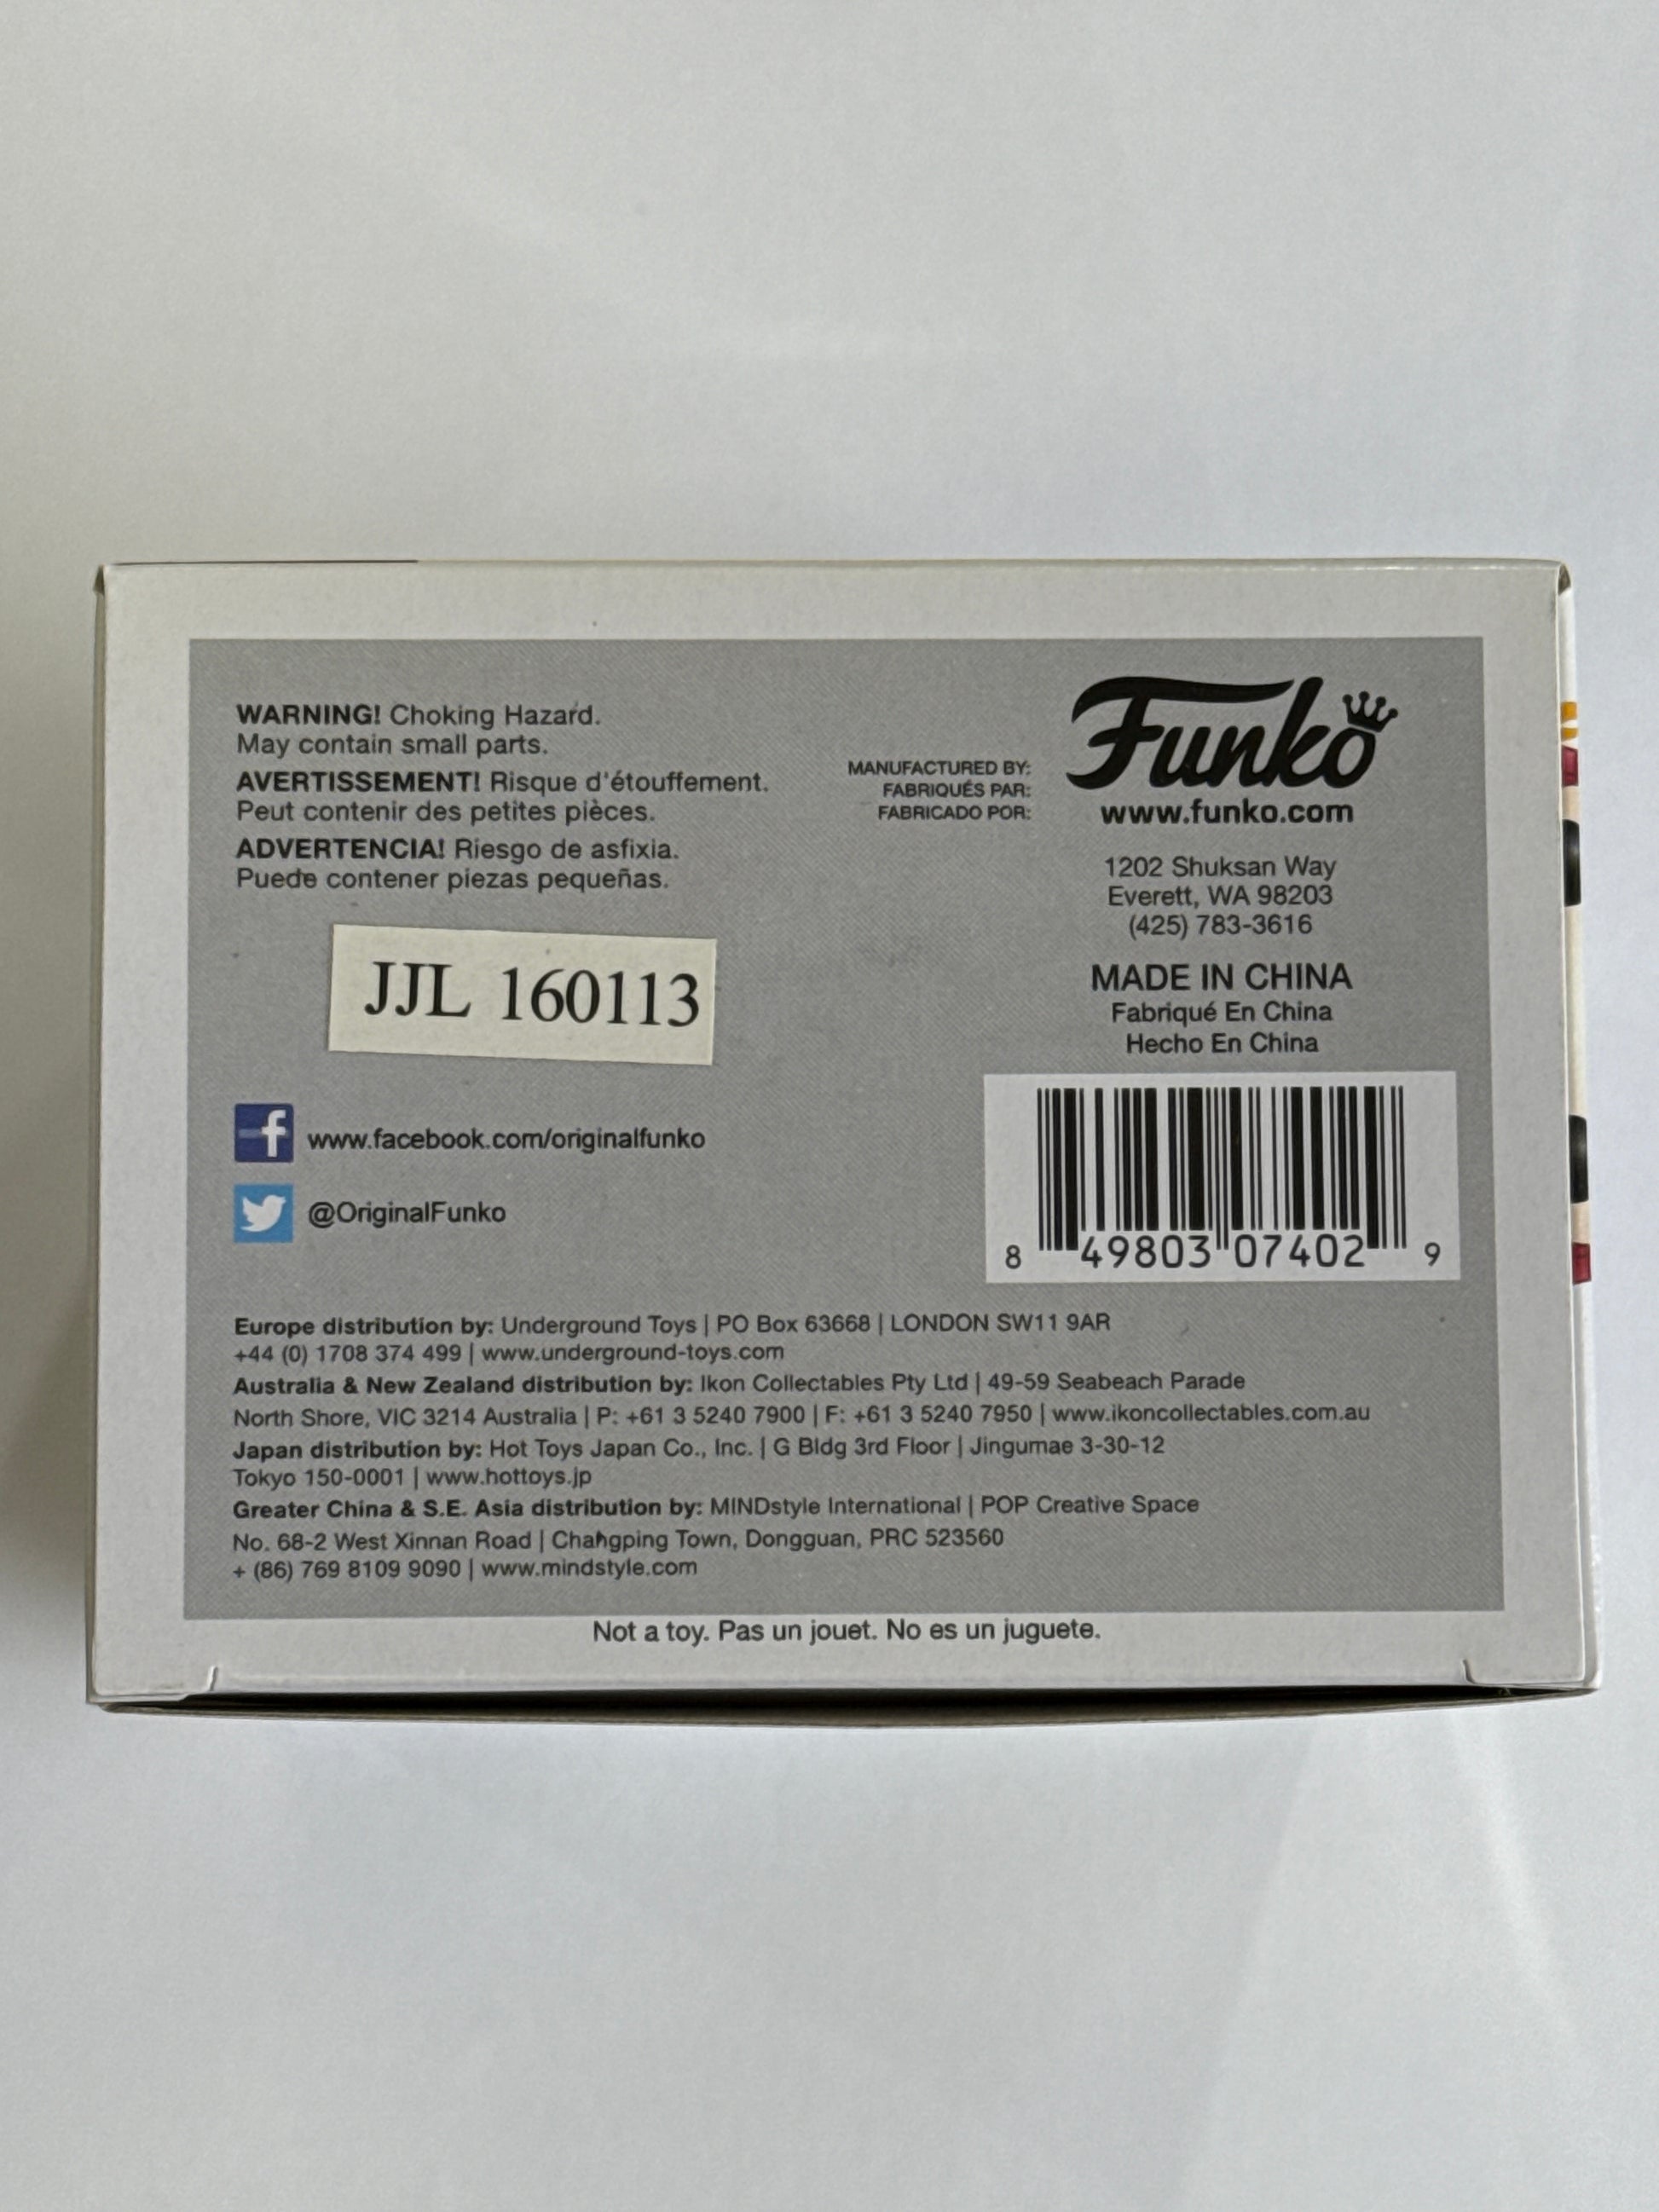 WARNING! Choking Hazard.
May contain small parts.
AVERTISSEMENT! Risque d'étouffement.
Peut contenir des petites pièces.
ADVERTENCIA! Riesgo de asfixia.
Puede contener piezas pequeñas.
JJL 160113
www.facebook.com/originalfunko
@OriginalFunko
MANUFACTURED BY:
FABRIQUÉS PAR:
FABRICADO POR:
Funko
www.funko.com
1202 Shuksan Way
Everett, WA 98203
(425) 783-3616
MADE IN CHINA
Fabriqué En China
Hecho En China
8 49803 07402 9
Europe distribution by: Underground Toys | PO Box 63668 | LONDON SW11 9AR
+44 (0) 1708 374 499 | www.underground-toys.com
Australia & New Zealand distribution by: Ikon Collectables Pty Ltd | 49-59 Seabeach Parade
North Shore, VIC 3214 Australia | P: +61 3 5240 7900 | F: +61 3 5240 7950 | www.ikoncollectables.com.au
Japan distribution by: Hot Toys Japan Co., Inc. | G Bldg 3rd Floor | Jingumae 3-30-12
Tokyo 150-0001 | www.hottoys.jp
Greater China & S.E. Asia distribution by: MINDstyle International | POP Creative Space
No. 68-2 West Xinnan Road | Changping Town, Dongguan, PRC 523560
+ (86) 769 8109 9090 | www.mindstyle.com
Not a toy. Pas un jouet. No es un juguete.